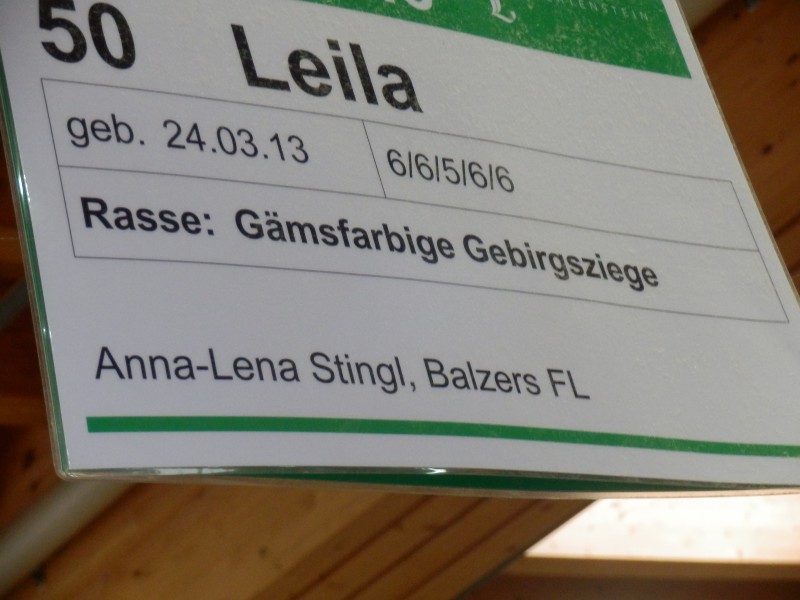 50 Leila
geb. 24.03.13 6/6/5/6/6
Rasse: Gämsfarbige Gebirgsziege
Anna-Lena Stingl, Balzers FL